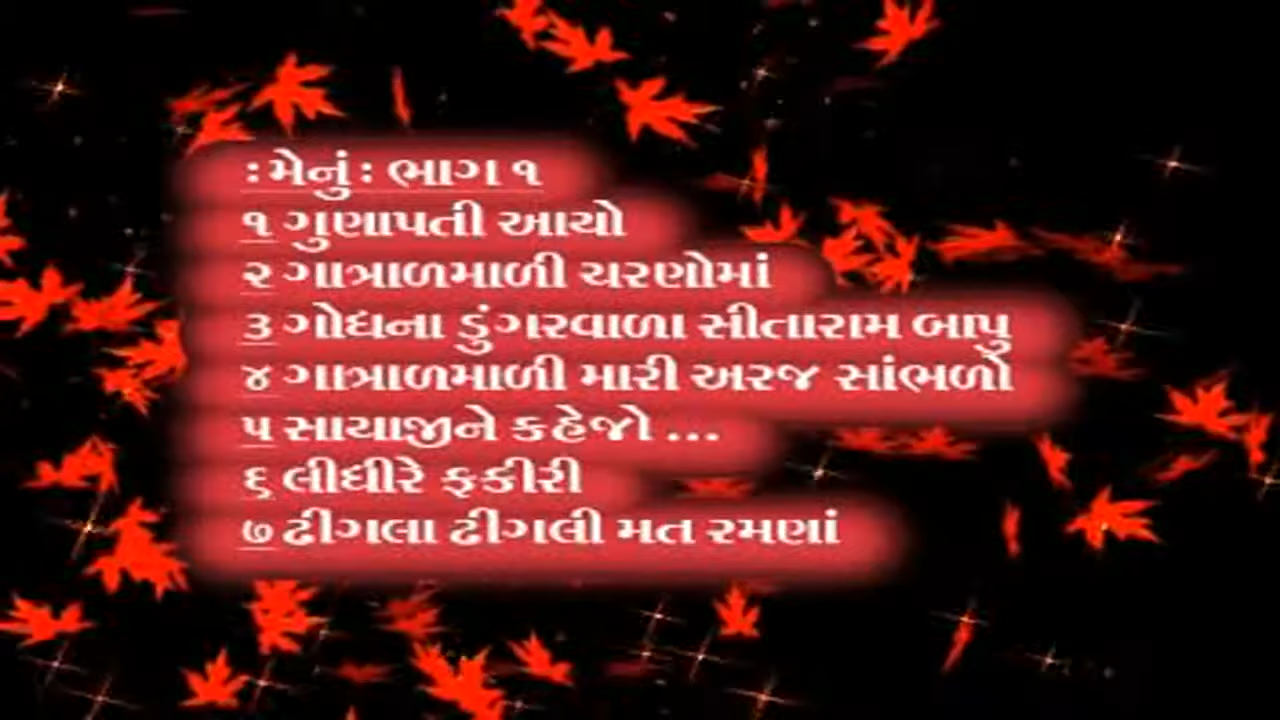 :મેનું: ભાગ ૧
૧ ગુણાપતી આયો
૨ ગાત્રાળમાળી ચરણોમાં
૩ ગોધના ડુંગરવાળા સીતારામ બાપુ
૪ ગાત્રાળમાળી મારી અરજ સાંભળો
૫ સાયાજીને કહેજો ...
૬ લીધીરે ફકીરી
૭ ઢીંગલા ઢીંગલી મત રમણાં